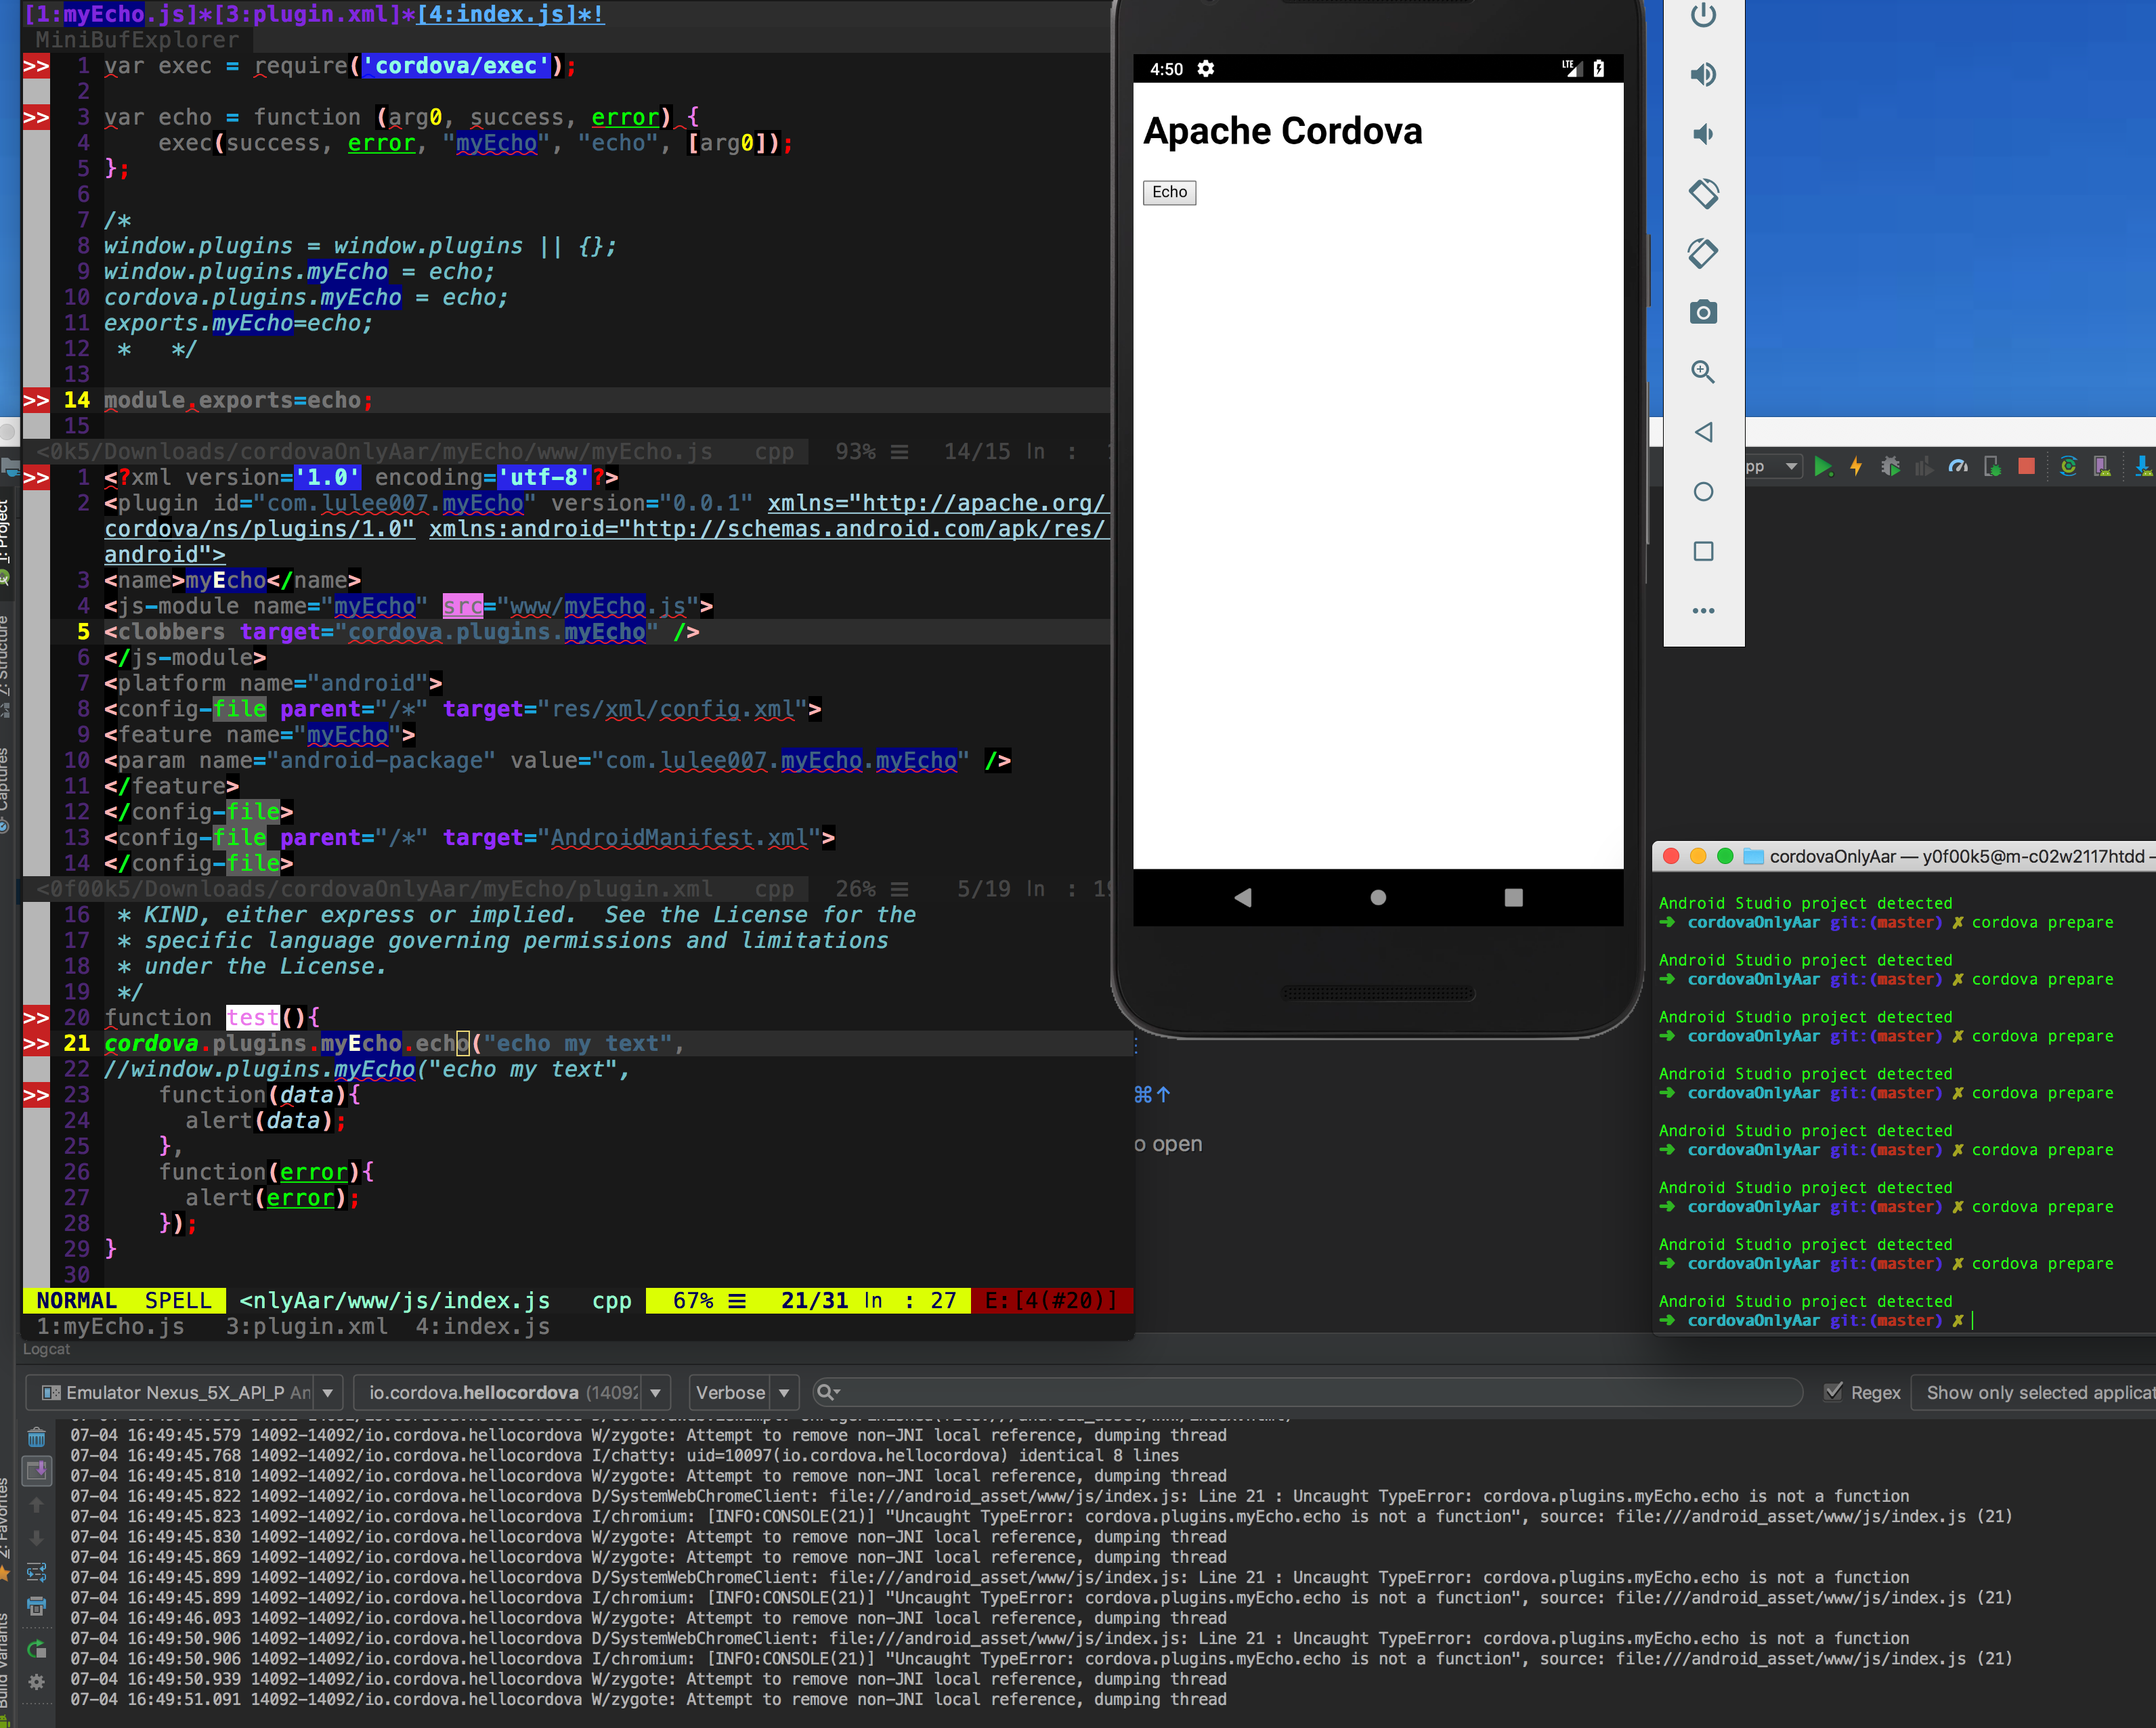 [1:myEcho.js]*[3:plugin.xml]*[4:index.js]*!
MiniBufExplorer
>> 1 var exec = require('cordova/exec');
2
>> 3 var echo = function (arg0, success, error) {
4 exec(success, error, "myEcho", "echo", [arg0]);
5 };
6
7 /*
8 window.plugins = window.plugins || {};
9 window.plugins.myEcho = echo;
10 cordova.plugins.myEcho = echo;
11 exports.myEcho=echo;
12 * */
13
>> 14 module.exports=echo;
15
<0k5/Downloads/cordovaOnlyAar/myEcho/www/myEcho.js cpp 93% ☰ 14/15 ln :
>> 1 <?xml version='1.0' encoding='utf-8'?>
2 <plugin id="com.lulee007.myEcho" version="0.0.1" xmlns="http://apache.org/
cordova/ns/plugins/1.0" xmlns:android="http://schemas.android.com/apk/res/
android">
3 <name>myEcho</name>
4 <js-module name="myEcho" src="www/myEcho.js">
5 <clobbers target="cordova.plugins.myEcho" />
6 </js-module>
7 <platform name="android">
8 <config-file parent="/*" target="res/xml/config.xml">
9 <feature name="myEcho">
10 <param name="android-package" value="com.lulee007.myEcho.myEcho" />
11 </feature>
12 </config-file>
13 <config-file parent="/*" target="AndroidManifest.xml">
14 </config-file>
<0f00k5/Downloads/cordovaOnlyAar/myEcho/plugin.xml cpp 26% ☰ 5/19 ln : 19
16 * KIND, either express or implied.  See the License for the
17 * specific language governing permissions and limitations
18 * under the License.
19 */
>> 20 function test(){
>> 21 cordova.plugins.myEcho.echo("echo my text",
22 //window.plugins.myEcho("echo my text",
>> 23 function(data){
24 alert(data);
25 },
26 function(error){
27 alert(error);
28 });
29 }
30
NORMAL SPELL <nlyAar/www/js/index.js cpp 67% ☰ 21/31 ln : 27 E:[4(#20)]
1:myEcho.js 3:plugin.xml 4:index.js
4:50 LTE
Apache Cordova
Echo
⌘↑
o open
pp
1: Project
7: Structure
Captures
2: Favorites
Build Variants
cordovaOnlyAar — y0f00k5@m-c02w2117htdd —
Android Studio project detected
➜ cordovaOnlyAar git:(master) ✗ cordova prepare
Android Studio project detected
➜ cordovaOnlyAar git:(master) ✗ cordova prepare
Android Studio project detected
➜ cordovaOnlyAar git:(master) ✗ cordova prepare
Android Studio project detected
➜ cordovaOnlyAar git:(master) ✗ cordova prepare
Android Studio project detected
➜ cordovaOnlyAar git:(master) ✗ cordova prepare
Android Studio project detected
➜ cordovaOnlyAar git:(master) ✗ cordova prepare
Android Studio project detected
➜ cordovaOnlyAar git:(master) ✗ cordova prepare
Android Studio project detected
➜ cordovaOnlyAar git:(master) ✗
Logcat
Emulator Nexus_5X_API_P An io.cordova.hellocordova (14092 Verbose Regex Show only selected applicat
07-04 16:49:45.579 14092-14092/io.cordova.hellocordova W/zygote: Attempt to remove non-JNI local reference, dumping thread
07-04 16:49:45.768 14092-14092/io.cordova.hellocordova I/chatty: uid=10097(io.cordova.hellocordova) identical 8 lines
07-04 16:49:45.810 14092-14092/io.cordova.hellocordova W/zygote: Attempt to remove non-JNI local reference, dumping thread
07-04 16:49:45.822 14092-14092/io.cordova.hellocordova D/SystemWebChromeClient: file:///android_asset/www/js/index.js: Line 21 : Uncaught TypeError: cordova.plugins.myEcho.echo is not a function
07-04 16:49:45.823 14092-14092/io.cordova.hellocordova I/chromium: [INFO:CONSOLE(21)] "Uncaught TypeError: cordova.plugins.myEcho.echo is not a function", source: file:///android_asset/www/js/index.js (21)
07-04 16:49:45.830 14092-14092/io.cordova.hellocordova W/zygote: Attempt to remove non-JNI local reference, dumping thread
07-04 16:49:45.869 14092-14092/io.cordova.hellocordova W/zygote: Attempt to remove non-JNI local reference, dumping thread
07-04 16:49:45.899 14092-14092/io.cordova.hellocordova D/SystemWebChromeClient: file:///android_asset/www/js/index.js: Line 21 : Uncaught TypeError: cordova.plugins.myEcho.echo is not a function
07-04 16:49:45.899 14092-14092/io.cordova.hellocordova I/chromium: [INFO:CONSOLE(21)] "Uncaught TypeError: cordova.plugins.myEcho.echo is not a function", source: file:///android_asset/www/js/index.js (21)
07-04 16:49:46.093 14092-14092/io.cordova.hellocordova W/zygote: Attempt to remove non-JNI local reference, dumping thread
07-04 16:49:50.906 14092-14092/io.cordova.hellocordova D/SystemWebChromeClient: file:///android_asset/www/js/index.js: Line 21 : Uncaught TypeError: cordova.plugins.myEcho.echo is not a function
07-04 16:49:50.906 14092-14092/io.cordova.hellocordova I/chromium: [INFO:CONSOLE(21)] "Uncaught TypeError: cordova.plugins.myEcho.echo is not a function", source: file:///android_asset/www/js/index.js (21)
07-04 16:49:50.939 14092-14092/io.cordova.hellocordova W/zygote: Attempt to remove non-JNI local reference, dumping thread
07-04 16:49:51.091 14092-14092/io.cordova.hellocordova W/zygote: Attempt to remove non-JNI local reference, dumping thread